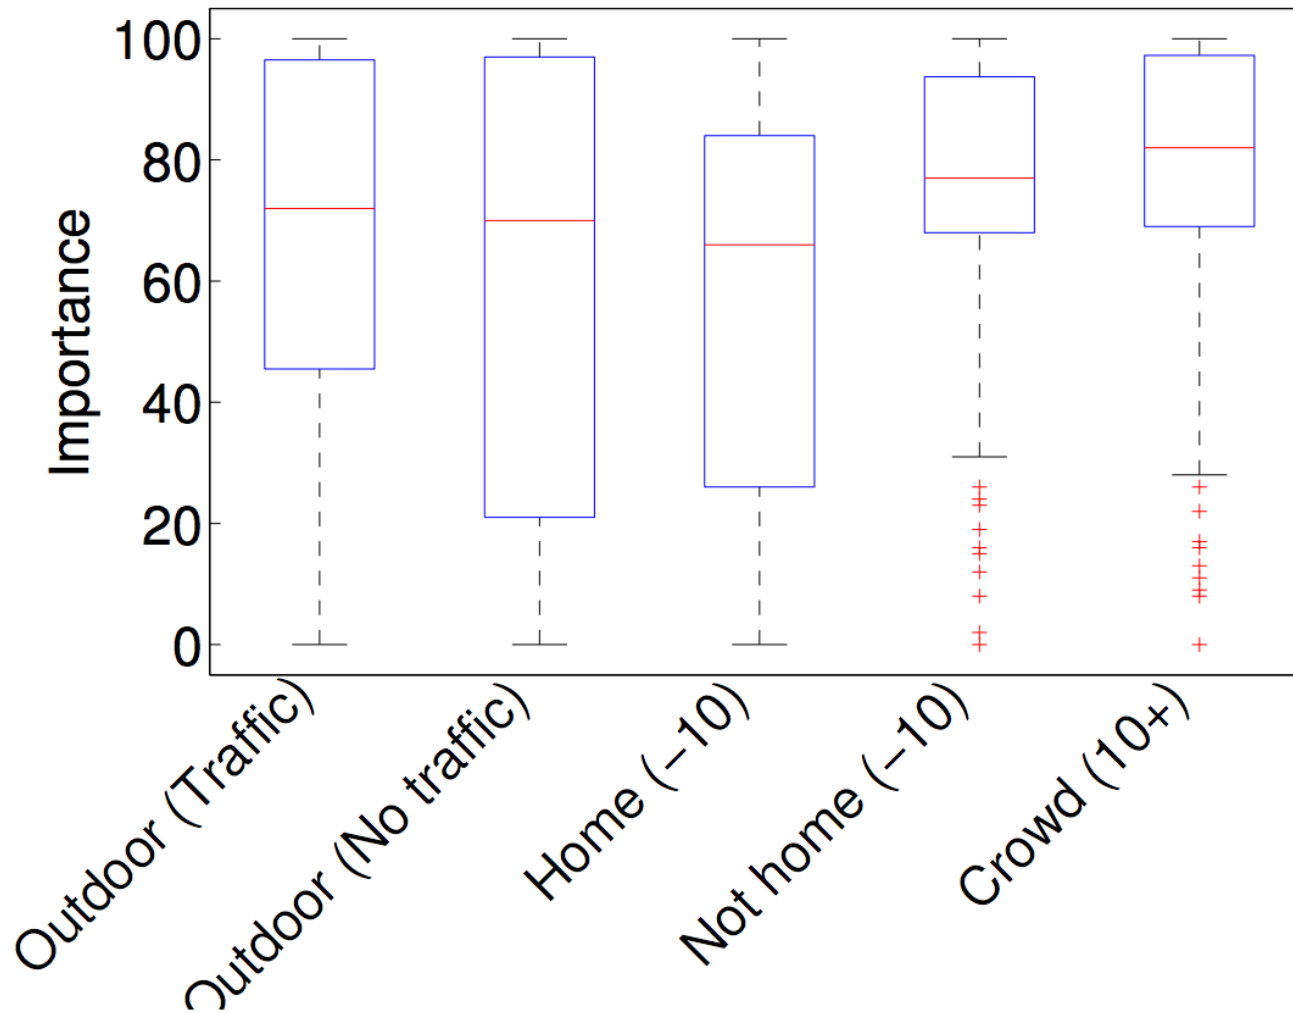 100
80
60
40
20
0
Importance
Outdoor (Traffic)
Outdoor (No traffic)
Home (−10)
Not home (−10)
Crowd (10+)